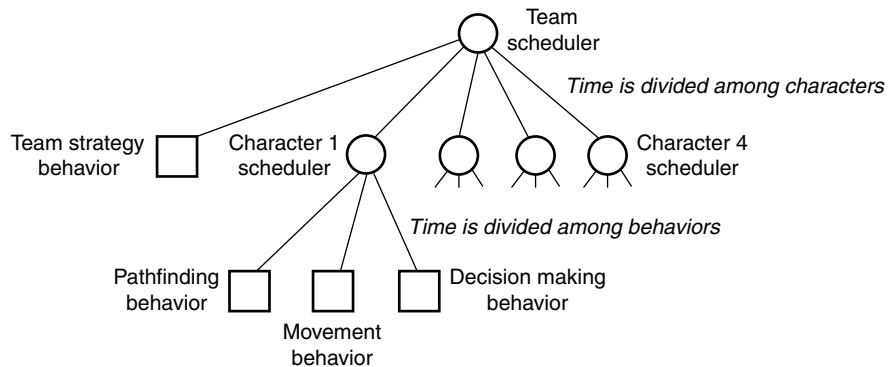 Team
scheduler
Time is divided among characters
Team strategy
behavior
Character 1
scheduler
Character 4
scheduler
Time is divided among behaviors
Pathfinding
behavior
Decision making
behavior
Movement
behavior